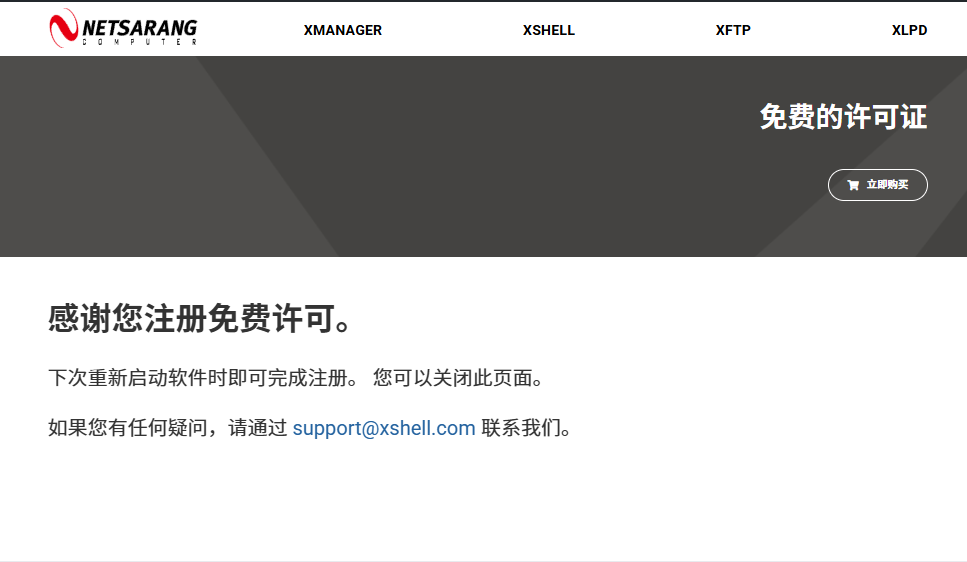 NETSARANG
COMPUTER
XMANAGER
XSHELL
XFTP
XLPD
免费的许可证
立即购买
感谢您注册免费许可。
下次重新启动软件时即可完成注册。 您可以关闭此页面。
如果您有任何疑问，请通过 support@xshell.com 联系我们。